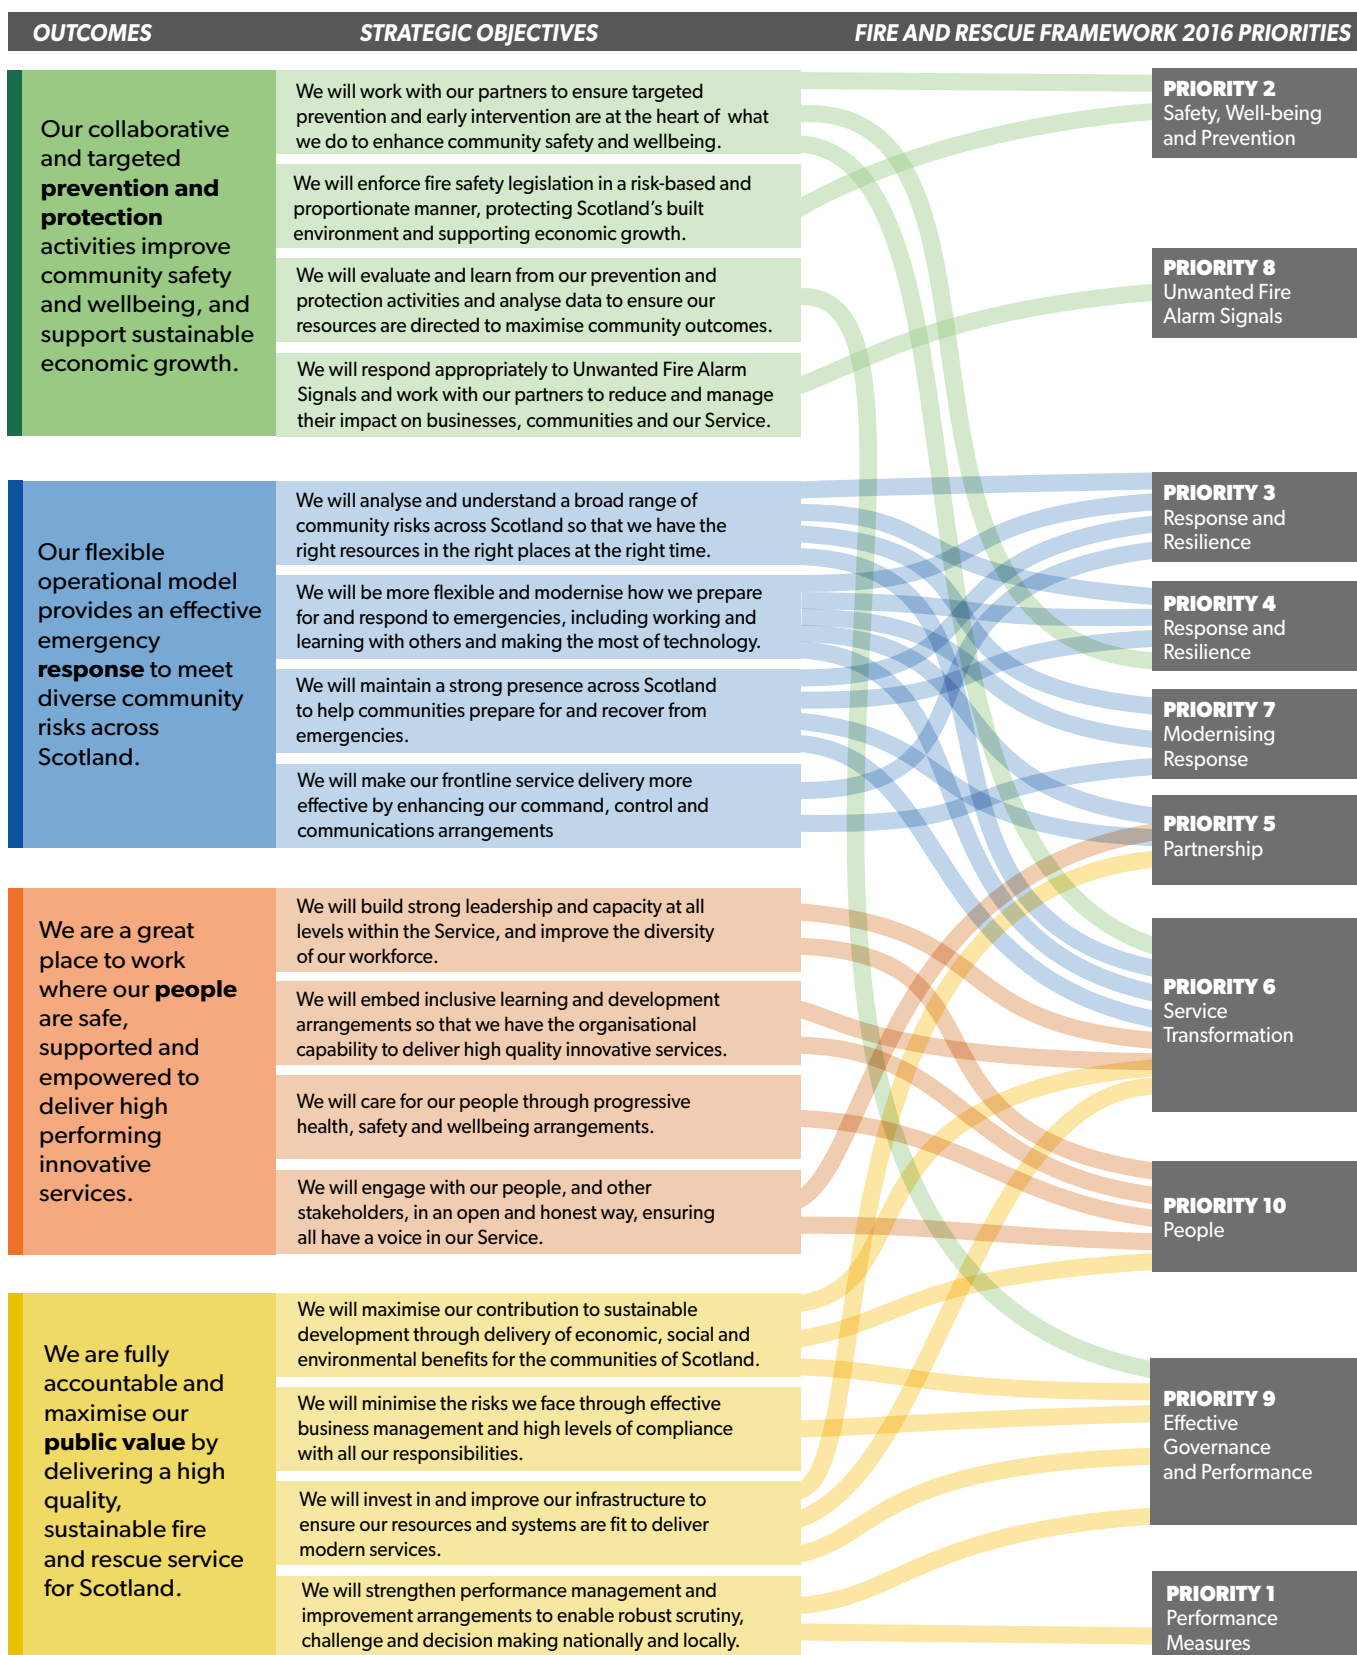 OUTCOMES
STRATEGIC OBJECTIVES
FIRE AND RESCUE FRAMEWORK 2016 PRIORITIES
Our collaborative
and targeted
prevention and
protection
activities improve
community safety
and wellbeing, and
support sustainable
economic growth.
We will work with our partners to ensure targeted
prevention and early intervention are at the heart of what
we do to enhance community safety and wellbeing.
We will enforce fire safety legislation in a risk-based and
proportionate manner, protecting Scotland's built
environment and supporting economic growth.
We will evaluate and learn from our prevention and
protection activities and analyse data to ensure our
resources are directed to maximise community outcomes.
We will respond appropriately to Unwanted Fire Alarm
Signals and work with our partners to reduce and manage
their impact on businesses, communities and our Service.
Our flexible
operational model
provides an effective
emergency
response to meet
diverse community
risks across
Scotland.
We will analyse and understand a broad range of
community risks across Scotland so that we have the
right resources in the right places at the right time.
We will be more flexible and modernise how we prepare
for and respond to emergencies, including working and
learning with others and making the most of technology.
We will maintain a strong presence across Scotland
to help communities prepare for and recover from
emergencies.
We will make our frontline service delivery more
effective by enhancing our command, control and
communications arrangements
We are a great
place to work
where our people
are safe,
supported and
empowered to
deliver high
performing
innovative
services.
We will build strong leadership and capacity at all
levels within the Service, and improve the diversity
of our workforce.
We will embed inclusive learning and development
arrangements so that we have the organisational
capability to deliver high quality innovative services.
We will care for our people through progressive
health, safety and wellbeing arrangements.
We will engage with our people, and other
stakeholders, in an open and honest way, ensuring
all have a voice in our Service.
We are fully
accountable and
maximise our
public value by
delivering a high
quality,
sustainable fire
and rescue service
for Scotland.
We will maximise our contribution to sustainable
development through delivery of economic, social and
environmental benefits for the communities of Scotland.
We will minimise the risks we face through effective
business management and high levels of compliance
with all our responsibilities.
We will invest in and improve our infrastructure to
ensure our resources and systems are fit to deliver
modern services.
We will strengthen performance management and
improvement arrangements to enable robust scrutiny,
challenge and decision making nationally and locally.
PRIORITY 2
Safety, Well-being
and Prevention
PRIORITY 8
Unwanted Fire
Alarm Signals
PRIORITY 3
Response and
Resilience
PRIORITY 4
Response and
Resilience
PRIORITY 7
Modernising
Response
PRIORITY 5
Partnership
PRIORITY 6
Service
Transformation
PRIORITY 10
People
PRIORITY 9
Effective
Governance
and Performance
PRIORITY 1
Performance
Measures